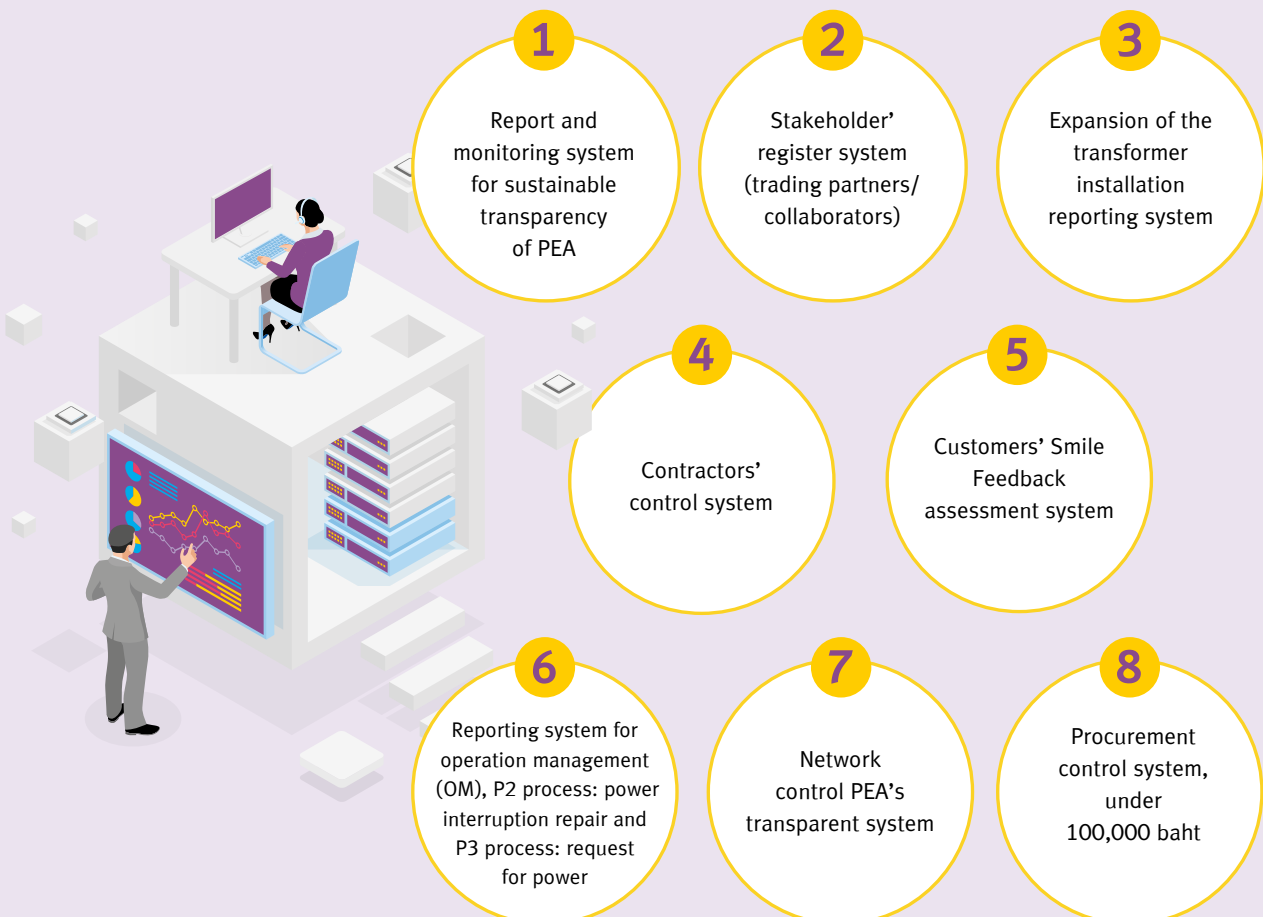 1
Report and
monitoring system
for sustainable
transparency
of PEA
2
Stakeholder’
register system
(trading partners/
collaborators)
3
Expansion of the
transformer
installation
reporting system
4
Contractors’
control system
5
Customers’ Smile
Feedback
assessment system
6
Reporting system for
operation management
(OM), P2 process: power
interruption repair and
P3 process: request
for power
7
Network
control PEA’s
transparent system
8
Procurement
control system,
under
100,000 baht